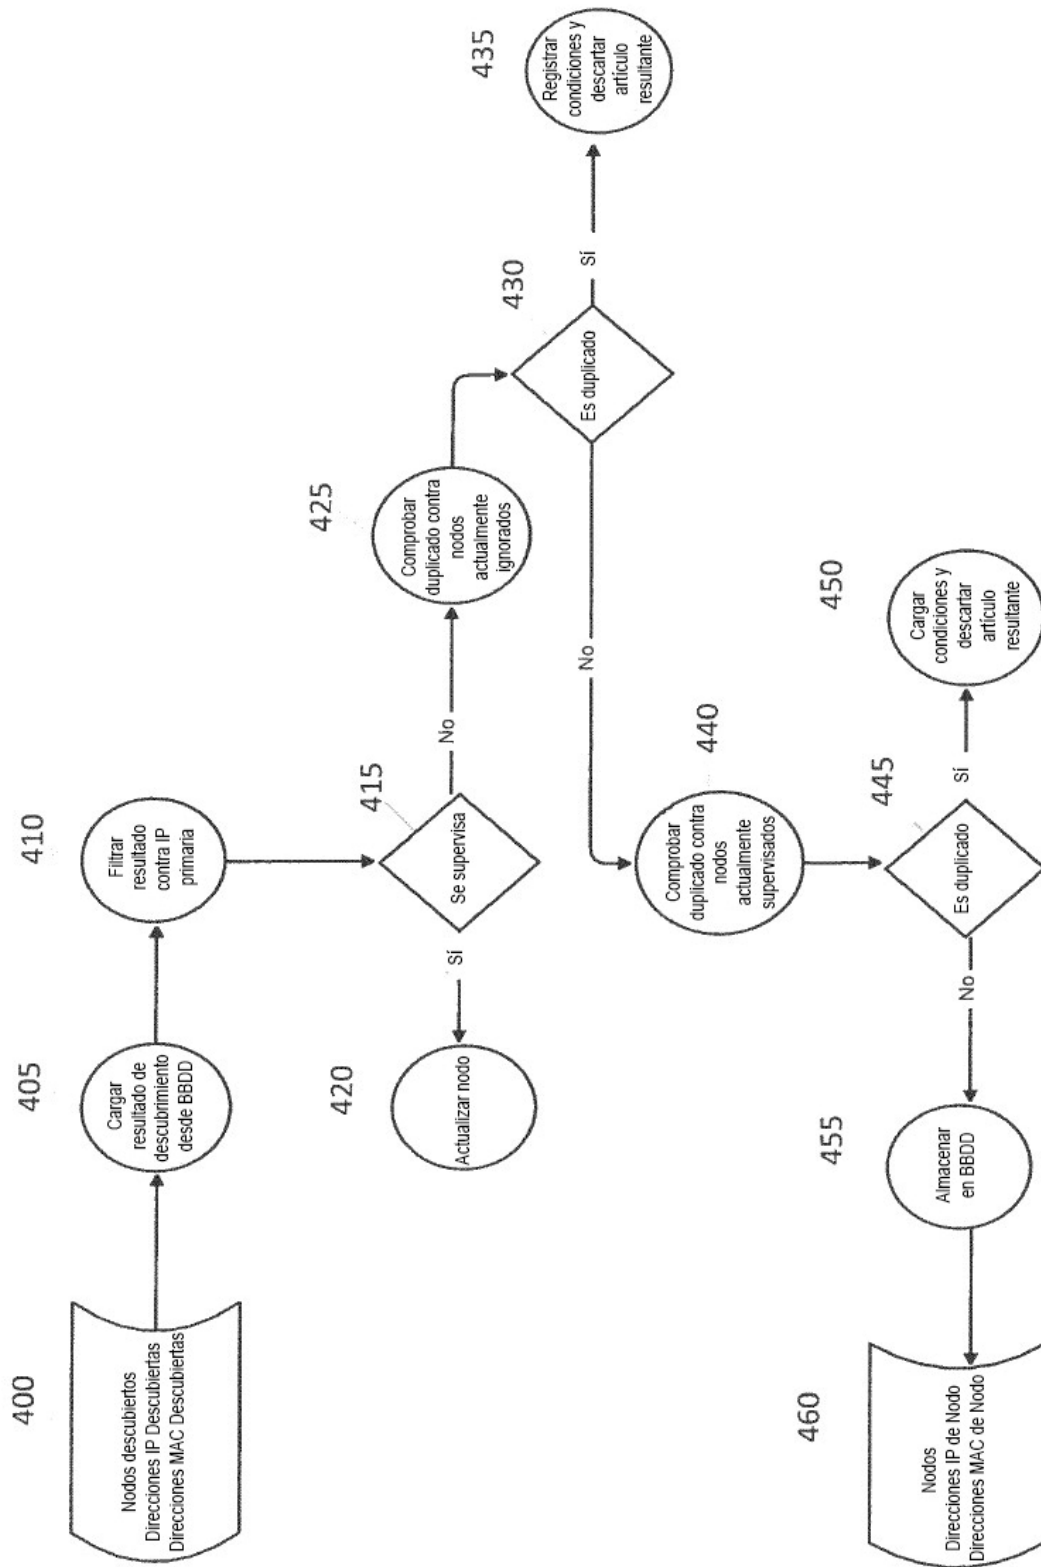 400
Nodos descubiertos
Direcciones IP Descubiertas
Direcciones MAC Descubiertas
405
Cargar
resultado de
descubrimiento
desde BBDD
410
Filtrar
resultado
contra IP
primaria
415
Se supervisa
Sí
420
Actualizar nodo
No
425
Comprobar
duplicado contra
nodos
actualmente
ignorados
430
Es duplicado
Sí
435
Registrar
condiciones y
descartar
artículo
resultante
No
440
Comprobar
duplicado contra
nodos
actualmente
supervisados
445
Es duplicado
Sí
450
Cargar
condiciones y
descartar
artículo
resultante
No
455
Almacenar
en BBDD
460
Nodos
Direcciones IP de Nodo
Direcciones MAC de Nodo